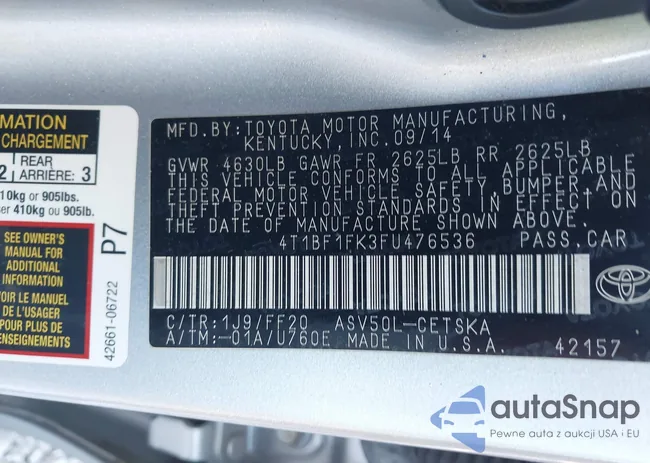 MATION
CHARGEMENT
2 REAR ARRIÈRE: 3
10kg or 905lbs.
ser 410kg ou 905lb.
SEE OWNER'S
MANUAL FOR
ADDITIONAL
INFORMATION
Voir le Manuel
de l'usager
pour plus de
renseignements
P7
42661-06722
MFD.BY: TOYOTA MOTOR MANUFACTURING,
KENTUCKY, INC. 09/14
GVWR 4630LB GAWR FR 2625LB RR 2625LB
THIS VEHICLE CONFORMS TO ALL APPLICABLE
FEDERAL MOTOR VEHICLE SAFETY, BUMPER, AND
THEFT PREVENTION STANDARDS IN EFFECT ON
THE DATE OF MANUFACTURE SHOWN ABOVE.
4T1BF1FK3FU476536 PASS.CAR
C/TR: 1J9/FF20 ASV50L-CETSKA
A/TM:-01A/U760E MADE IN U.S.A. 42157
autaSnap
Pewne auta z aukcji USA i EU